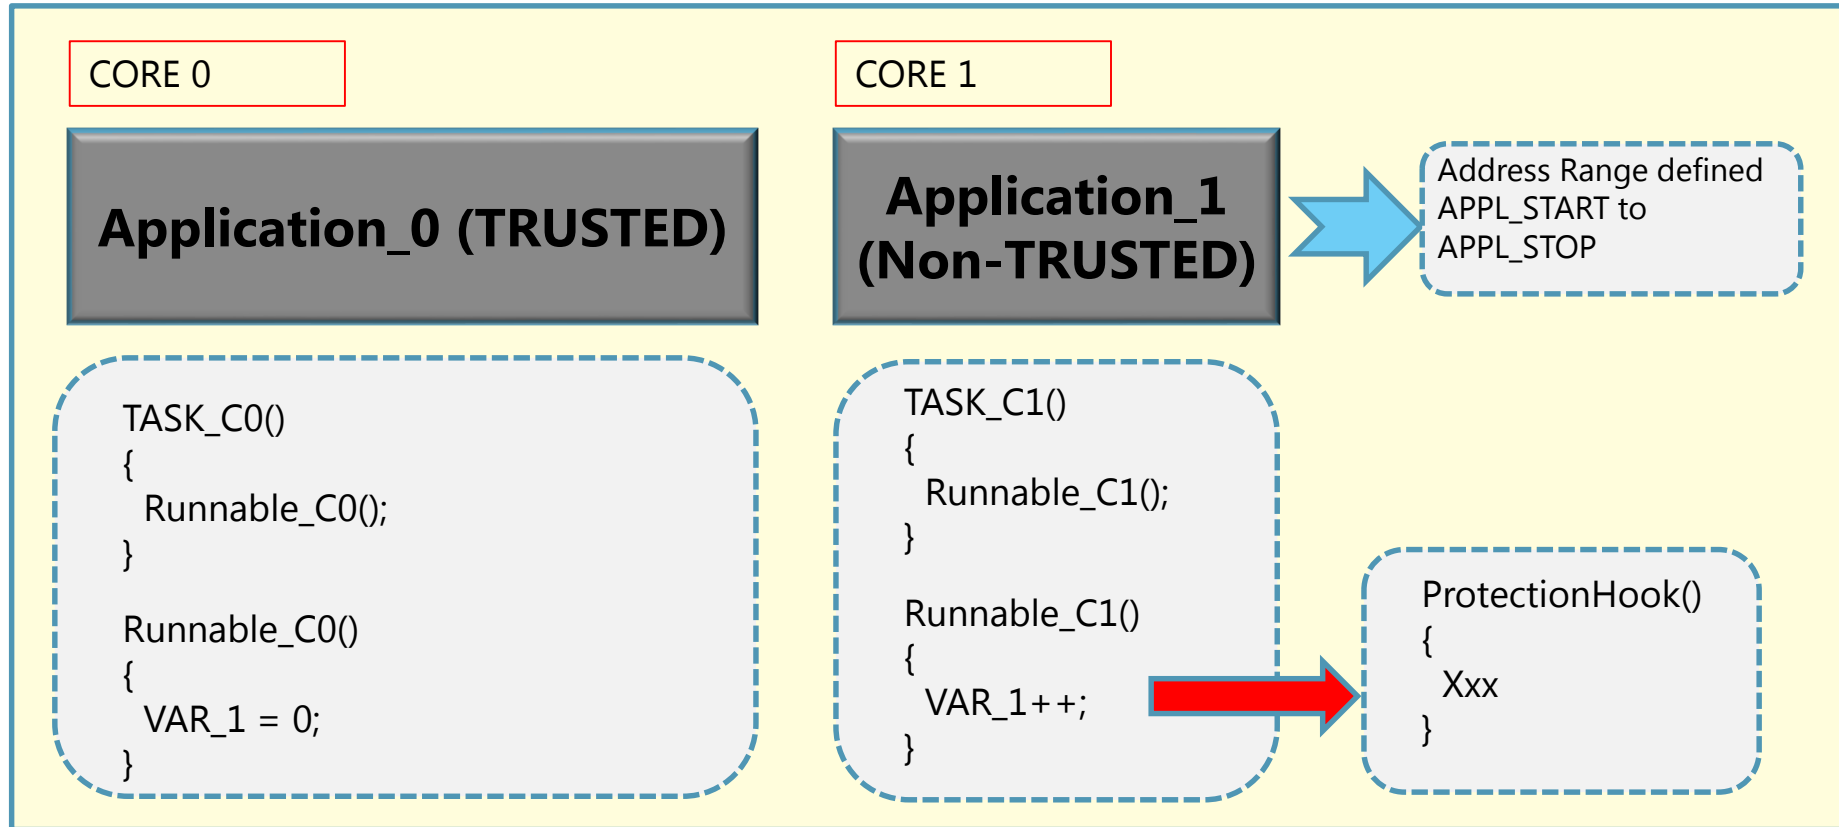 CORE 0
CORE 1
Application_0 (TRUSTED)
Application_1
(Non-TRUSTED)
Address Range defined
APPL_START to
APPL_STOP
TASK_C0()
{
Runnable_C0();
}
Runnable_C0()
{
VAR_1 = 0;
}
TASK_C1()
{
Runnable_C1();
}
Runnable_C1()
{
VAR_1++;
}
ProtectionHook()
{
Xxx
}